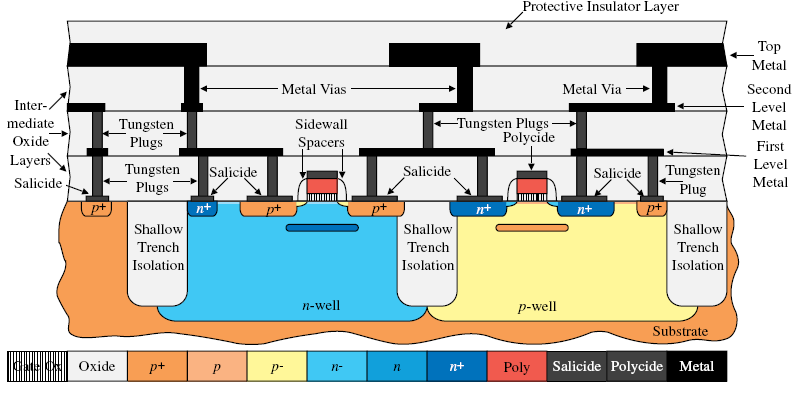 Protective Insulator Layer
Top
Metal
Metal Vias
Metal Via
Second
Level
Metal
Inter-
mediate
Oxide
Layers
Tungsten
Plugs
Sidewall
Spacers
Tungsten Plugs
Polycide
First
Level
Metal
Salicide
Tungsten
Plugs
Salicide
Salicide
Salicide
Tungsten
Plug
p+
n+
p+
p+
n+
n+
p+
Shallow
Trench
Isolation
Shallow
Trench
Isolation
Shallow
Trench
Isolation
n-well
p-well
Substrate
Gate Ox
Oxide
p+
p
p-
n-
n
n+
Poly
Salicide
Polycide
Metal